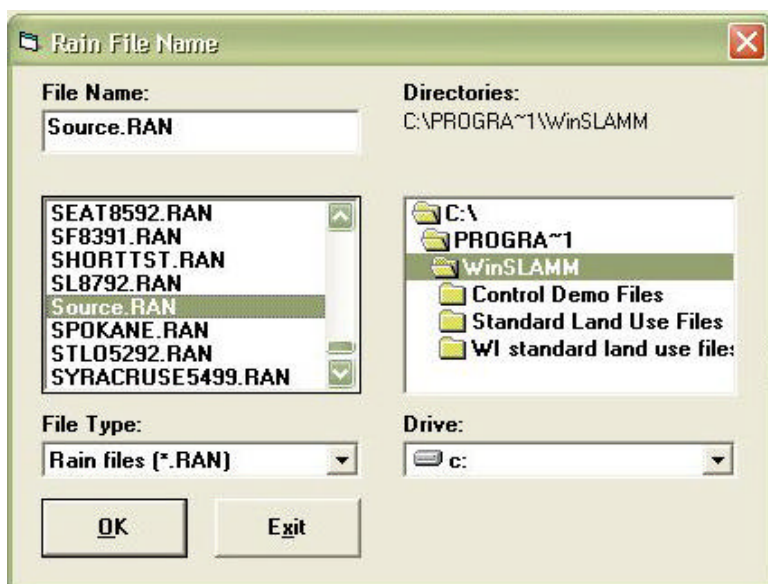 Rain File Name
File Name:
Source.RAN
Directories:
C:\PROGRA~1\WinSLAMM
SEAT8592.RAN
SF8391.RAN
SHORTTST.RAN
SL8792.RAN
Source.RAN
SPOKANE.RAN
STLO5292.RAN
SYRACRUSE5499.RAN
C:\
PROGRA~1
WinSLAMM
Control Demo Files
Standard Land Use Files
WI standard land use files
File Type:
Rain files (*.RAN)
Drive:
c:
OK
Exit